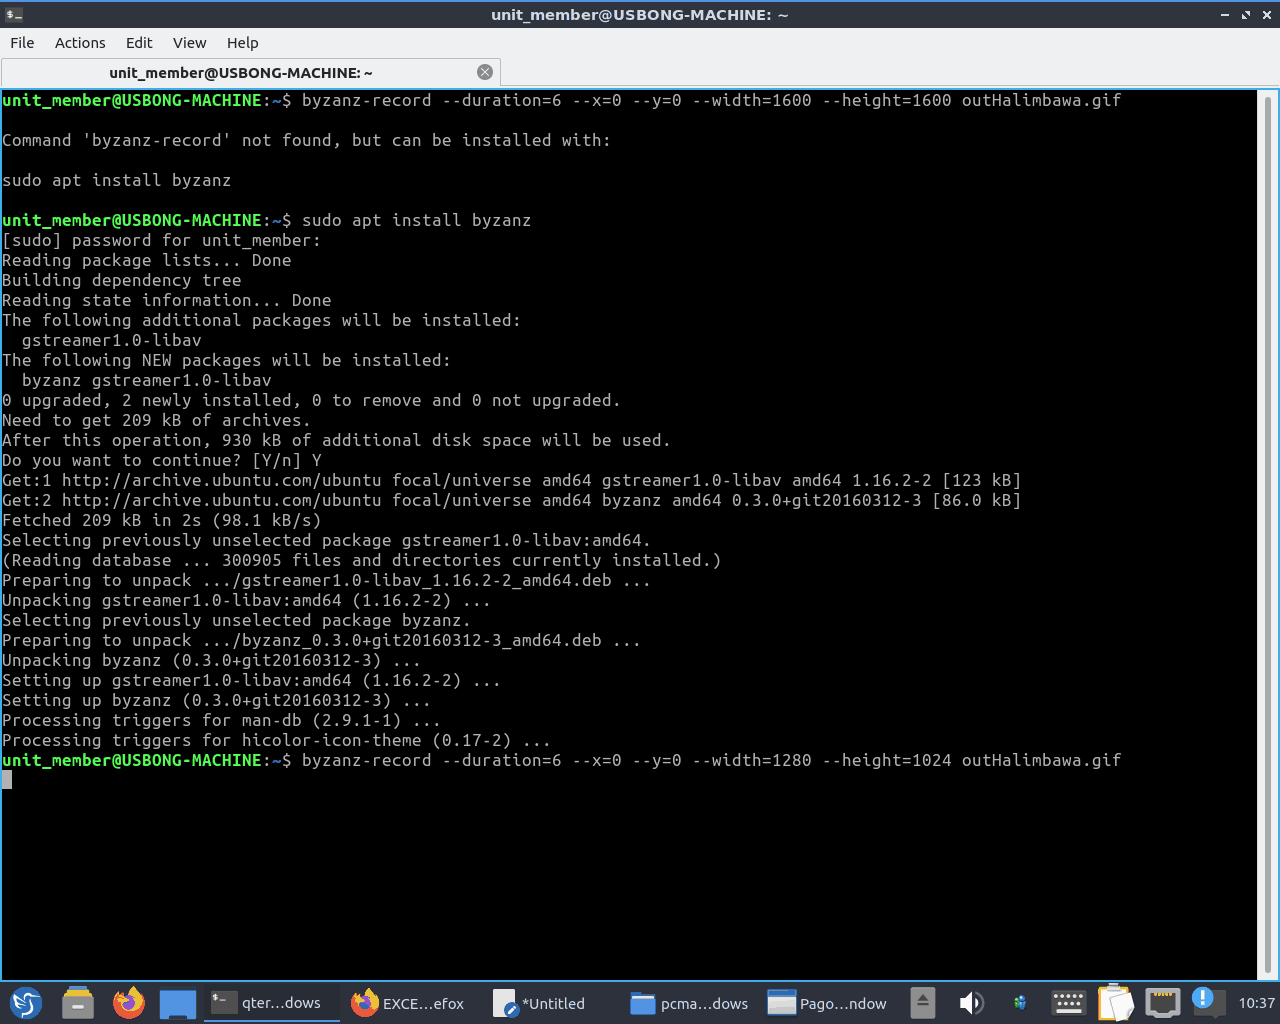 unit_member@USBONG-MACHINE: ~
File Actions Edit View Help
unit_member@USBONG-MACHINE: ~
unit_member@USBONG-MACHINE:~$ byzanz-record --duration=6 --x=0 --y=0 --width=1600 --height=1600 outHalimbawa.gif
Command 'byzanz-record' not found, but can be installed with:
sudo apt install byzanz
unit_member@USBONG-MACHINE:~$ sudo apt install byzanz
[sudo] password for unit_member:
Reading package lists... Done
Building dependency tree
Reading state information... Done
The following additional packages will be installed:
  gstreamer1.0-libav
The following NEW packages will be installed:
  byzanz gstreamer1.0-libav
0 upgraded, 2 newly installed, 0 to remove and 0 not upgraded.
Need to get 209 kB of archives.
After this operation, 930 kB of additional disk space will be used.
Do you want to continue? [Y/n] Y
Get:1 http://archive.ubuntu.com/ubuntu focal/universe amd64 gstreamer1.0-libav amd64 1.16.2-2 [123 kB]
Get:2 http://archive.ubuntu.com/ubuntu focal/universe amd64 byzanz amd64 0.3.0+git20160312-3 [86.0 kB]
Fetched 209 kB in 2s (98.1 kB/s)
Selecting previously unselected package gstreamer1.0-libav:amd64.
(Reading database ... 300905 files and directories currently installed.)
Preparing to unpack .../gstreamer1.0-libav_1.16.2-2_amd64.deb ...
Unpacking gstreamer1.0-libav:amd64 (1.16.2-2) ...
Selecting previously unselected package byzanz.
Preparing to unpack .../byzanz_0.3.0+git20160312-3_amd64.deb ...
Unpacking byzanz (0.3.0+git20160312-3) ...
Setting up gstreamer1.0-libav:amd64 (1.16.2-2) ...
Setting up byzanz (0.3.0+git20160312-3) ...
Processing triggers for man-db (2.9.1-1) ...
Processing triggers for hicolor-icon-theme (0.17-2) ...
unit_member@USBONG-MACHINE:~$ byzanz-record --duration=6 --x=0 --y=0 --width=1280 --height=1024 outHalimbawa.gif
qter...dows EXCE...efox *Untitled pcma...dows Pago...ndow 10:37